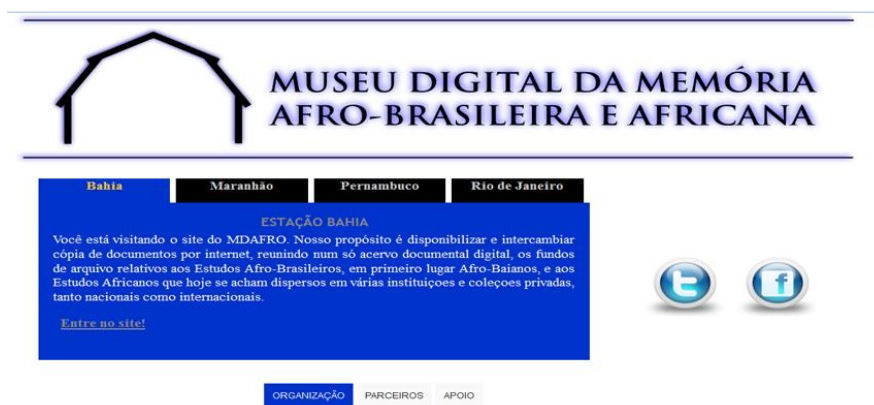 MUSEU DIGITAL DA MEMÓRIA
AFRO-BRASILEIRA E AFRICANA
Bahia Maranhão Pernambuco Rio de Janeiro
ESTAÇÃO BAHIA
Você está visitando o site do MDAFRO. Nosso propósito é disponibilizar e intercambiar
cópia de documentos por internet, reunindo num só acervo documental digital, os fundos
de arquivo relativos aos Estudos Afro-Brasileiros, em primeiro lugar Afro-Baianos, e aos
Estudos Africanos que hoje se acham dispersos em várias instituiçoes e coleçoes privadas,
tanto nacionais como internacionais.
Entre no site!
ORGANIZAÇÃO PARCEIROS APOIO